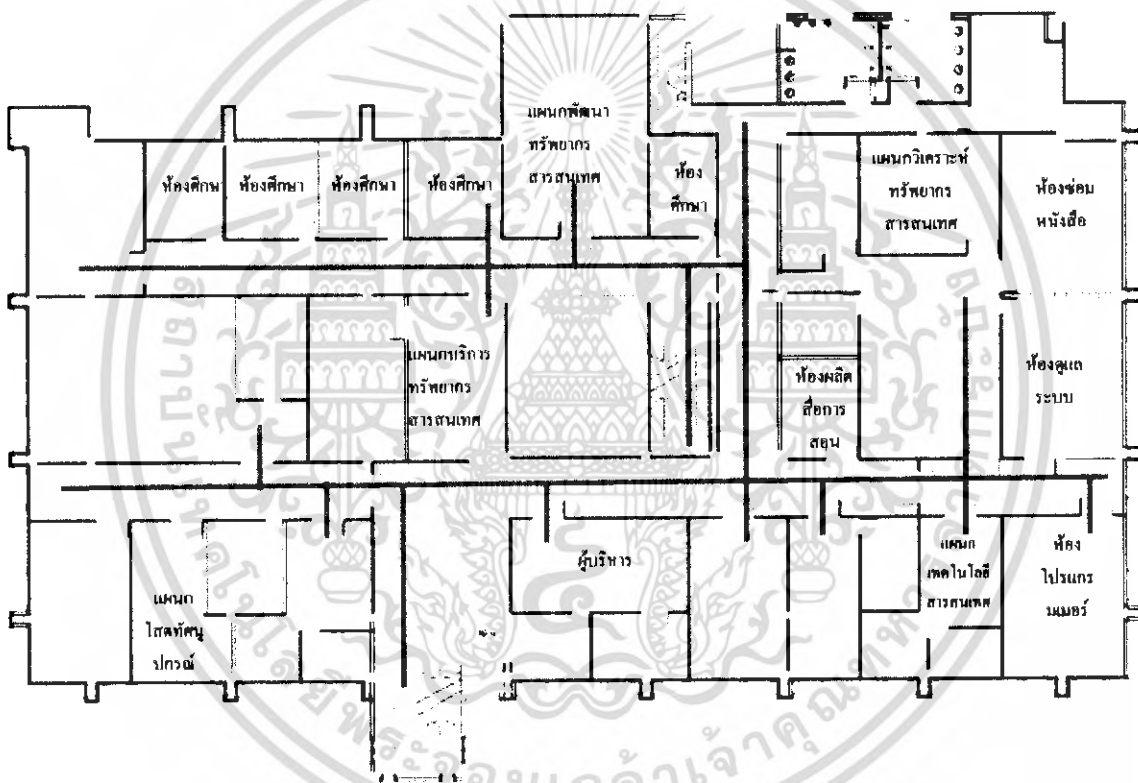 แผนกพัฒนา
ทรัพยากร
สารสนเทศ
ห้องศึกษา
ห้องศึกษา
ห้องศึกษา
ห้องศึกษา
ห้อง
ศึกษา
แผนกวิเคราะห์
ทรัพยากร
สารสนเทศ
ห้องซ่อม
หนังสือ
แผนกบริการ
ทรัพยากร
สารสนเทศ
ห้องผลิต
สื่อการ
สอน
ห้องดูแล
ระบบ
แผนก
โสตทัศนู
ปกรณ์
ผู้บริหาร
แผนก
เทคโนโลยี
สารสนเทศ
ห้อง
โปรแกร
มเมอร์